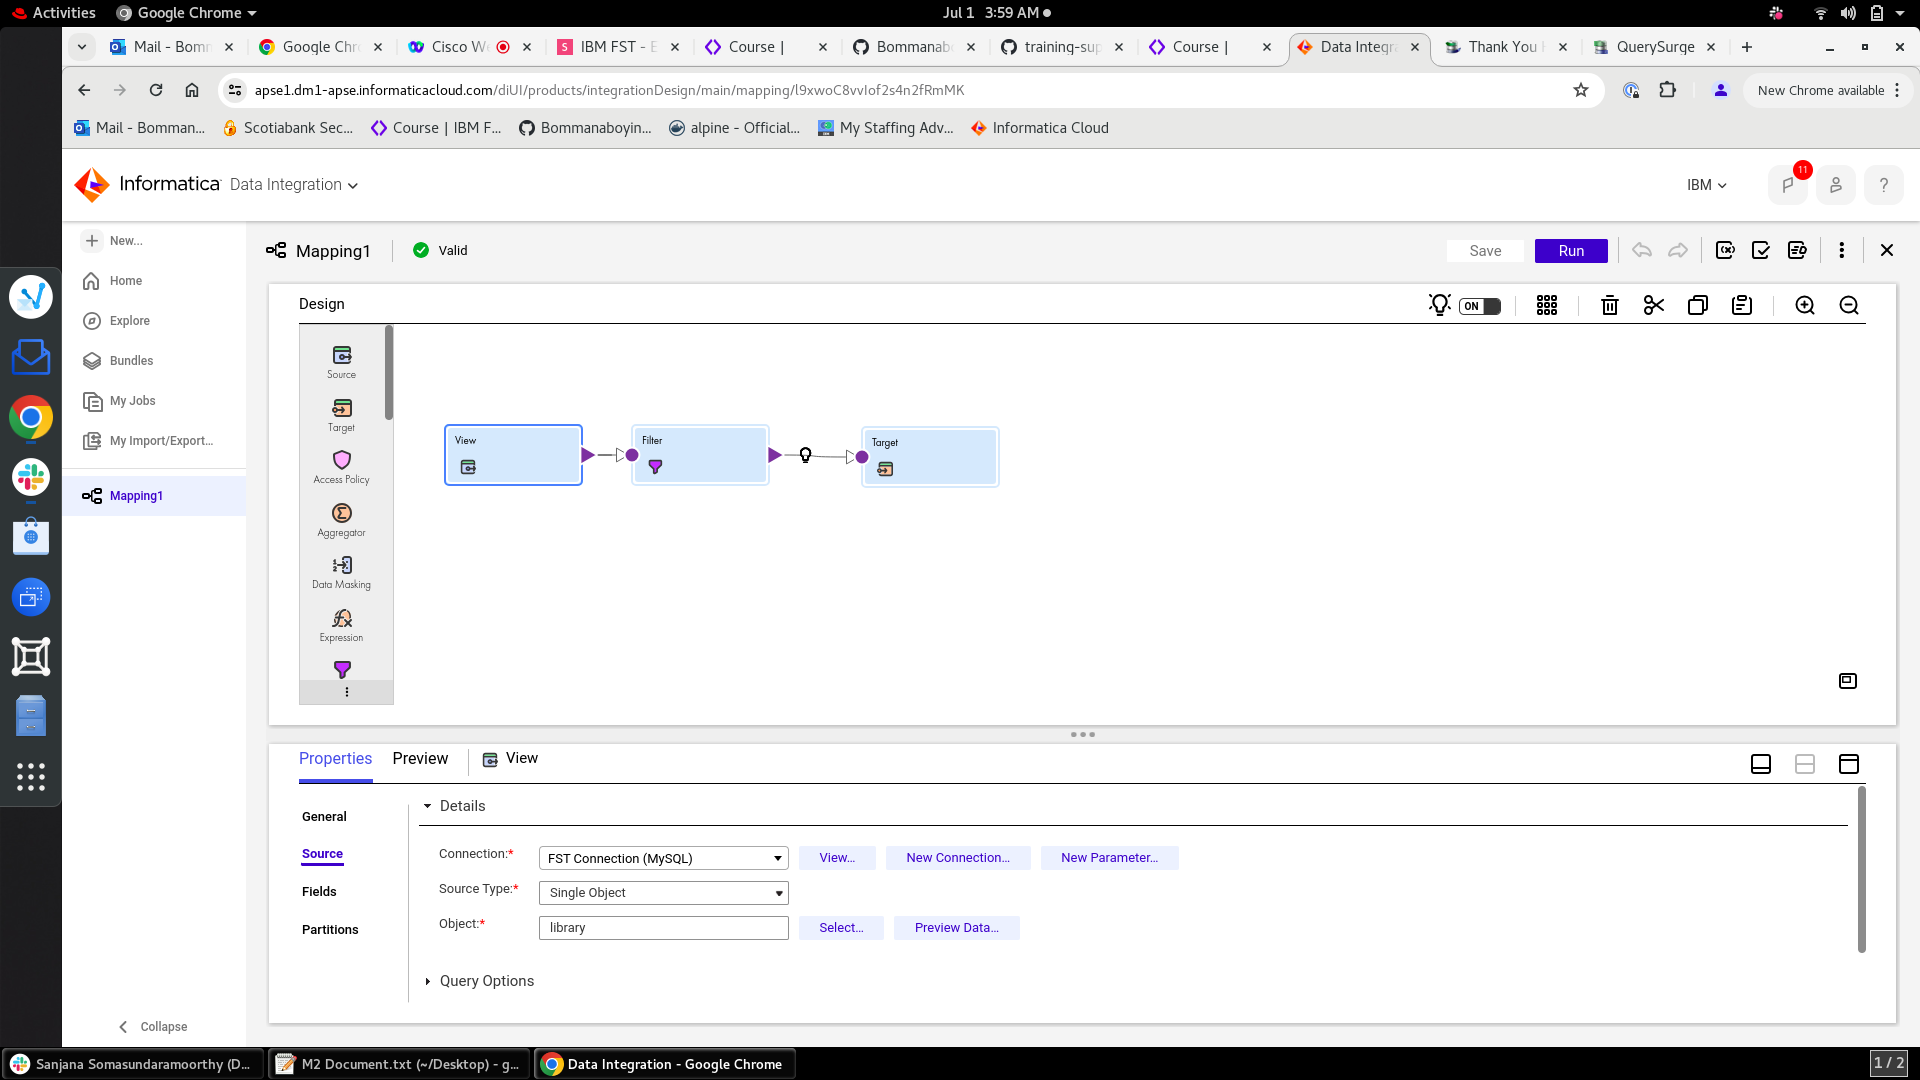 Activities
Google Chrome
Jul 1 3:59 AM
Mail - Bomm
Google Chr
Cisco We
IBM FST - E
Course |
Bommanab
training-sup
Course |
Data Integra
Thank You
QuerySurge
apse1.dm1-apse.informaticacloud.com/diUI/products/integrationDesign/main/mapping/l9xwoC8vvIof2s4n2fRmMK
New Chrome available
Mail - Bomman...
Scotiabank Sec...
Course | IBM F...
Bommanaboyin...
alpine - Official...
My Staffing Adv...
Informatica Cloud
Informatica Data Integration
IBM
11
?
New...
Home
Explore
Bundles
My Jobs
My Import/Export...
Mapping1
Collapse
Mapping1
Valid
Save
Run
Design
ON
Source
Target
Access Policy
Aggregator
Data Masking
Expression
View
Filter
Target
Properties
Preview
View
General
Source
Fields
Partitions
Details
Connection:*
FST Connection (MySQL)
View...
New Connection...
New Parameter...
Source Type:*
Single Object
Object:*
library
Select...
Preview Data...
Query Options
Sanjana Somasundaramoorthy (D...
M2 Document.txt (~/Desktop) - g...
Data Integration - Google Chrome
1 / 2